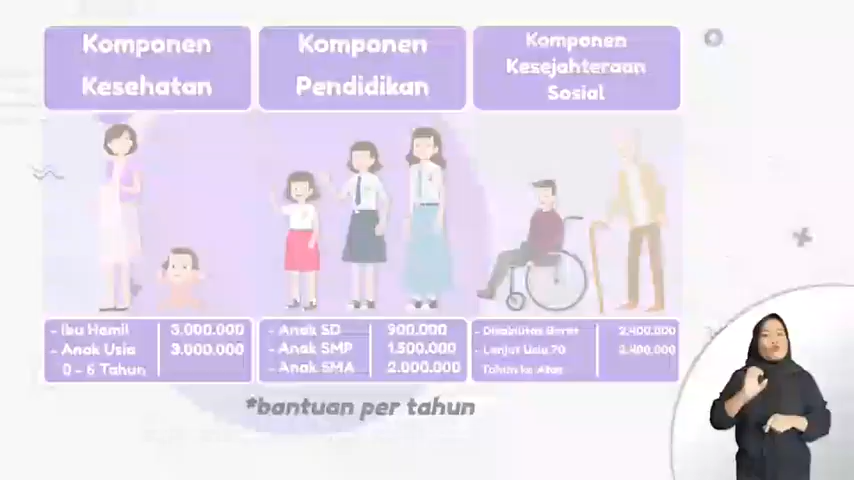 Komponen
Kesehatan
- Ibu Hamil 3.000.000
- Anak Usia 3.000.000
0 - 6 Tahun
Komponen
Pendidikan
- Anak SD 900.000
- Anak SMP 1.500.000
- Anak SMA 2.000.000
Komponen
Kesejahteraan
Sosial
- Disabilitas Berat 2.400.000
- Lanjut Usia 70 2.400.000
Tahun ke Atas
*bantuan per tahun